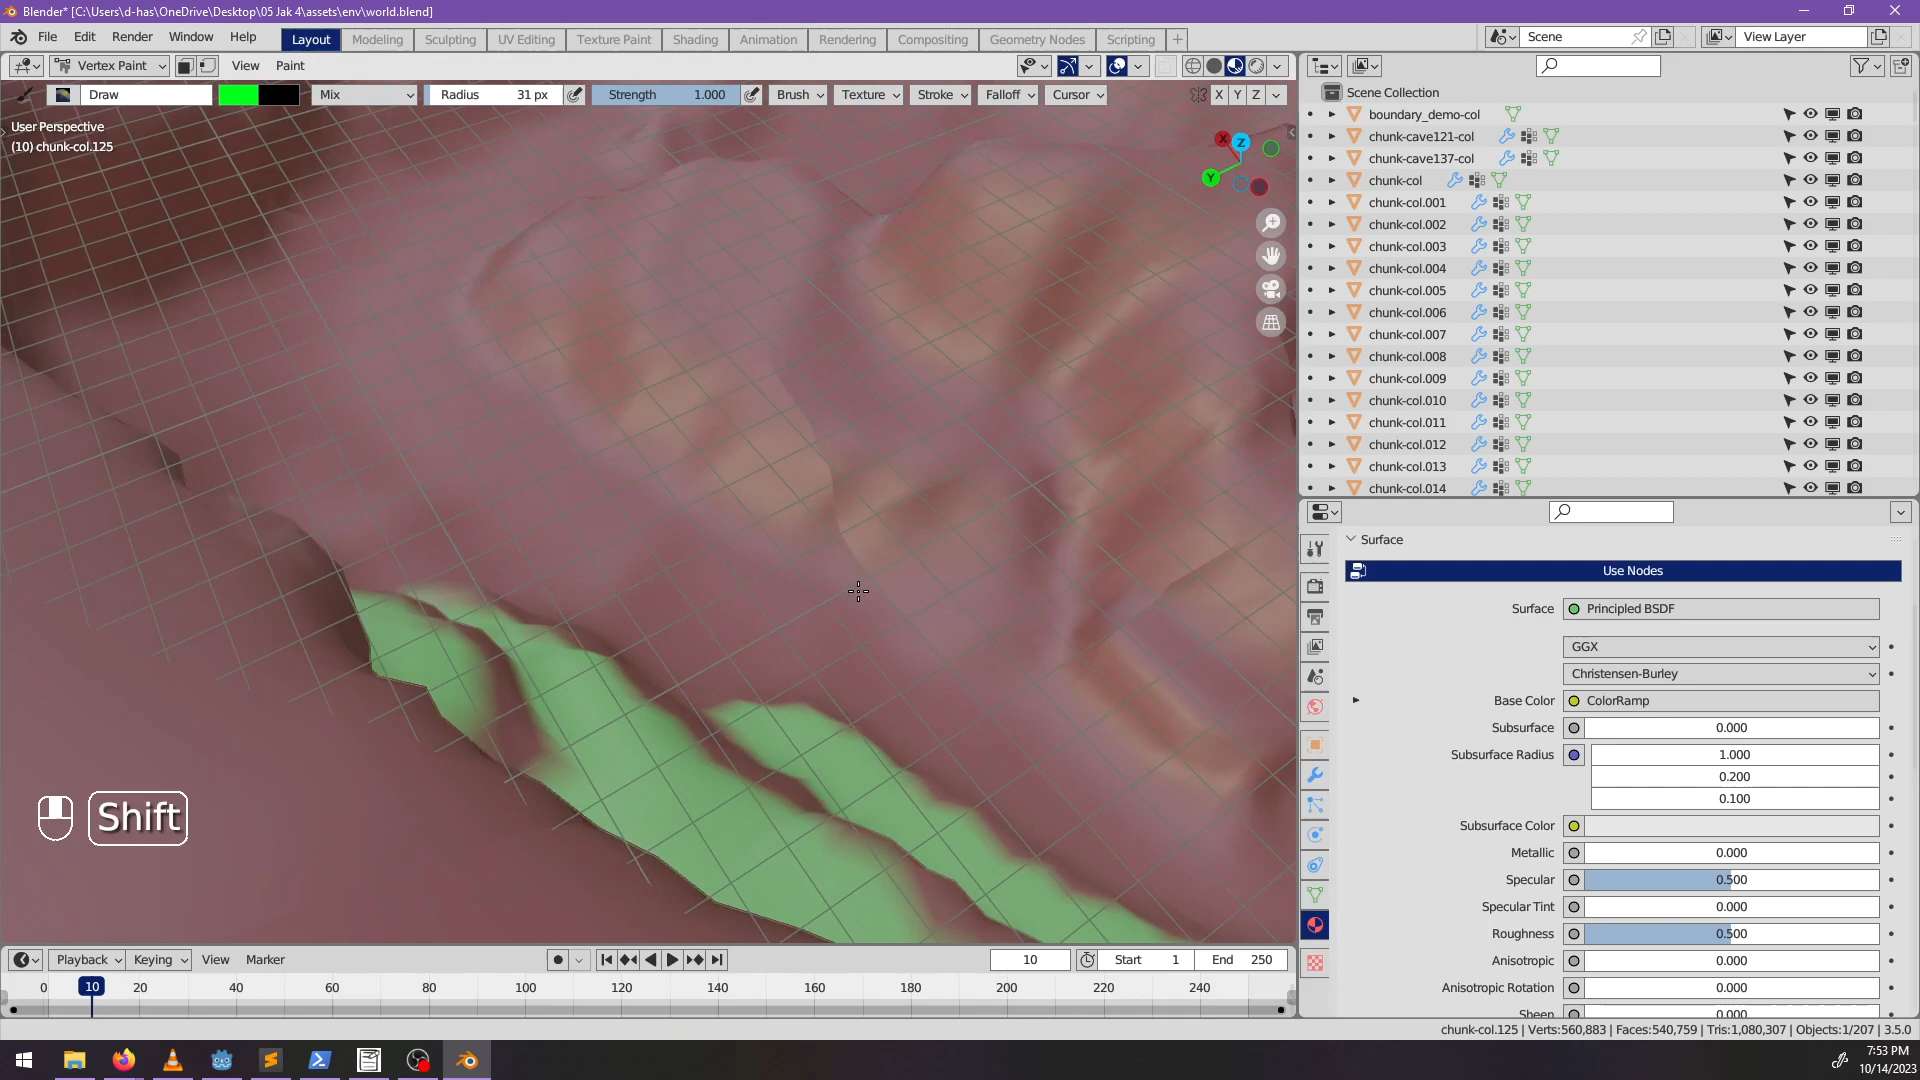 Blender* [C:\Users\d-has\OneDrive\Desktop\05 Jak 4\assets\env\world.blend]
File Edit Render Window Help Layout Modeling Sculpting UV Editing Texture Paint Shading Animation Rendering Compositing Geometry Nodes Scripting + Scene View Layer
Vertex Paint View Paint
Draw Mix Radius 31 px Strength 1.000 Brush Texture Stroke Falloff Cursor X Y Z
User Perspective
(10) chunk-col.125
X Z
Y
Shift
Scene Collection
boundary_demo-col
chunk-cave121-col
chunk-cave137-col
chunk-col
chunk-col.001
chunk-col.002
chunk-col.003
chunk-col.004
chunk-col.005
chunk-col.006
chunk-col.007
chunk-col.008
chunk-col.009
chunk-col.010
chunk-col.011
chunk-col.012
chunk-col.013
chunk-col.014
Surface
Use Nodes
Surface Principled BSDF
GGX
Christensen-Burley
Base Color ColorRamp
Subsurface 0.000
Subsurface Radius 1.000
0.200
0.100
Subsurface Color
Metallic 0.000
Specular 0.500
Specular Tint 0.000
Roughness 0.500
Anisotropic 0.000
Anisotropic Rotation 0.000
Sheen 0.000
Playback Keying View Marker 10 Start 1 End 250
0 10 20 40 60 80 100 120 140 160 180 200 220 240
chunk-col.125 | Verts:560,883 | Faces:540,759 | Tris:1,080,307 | Objects:1/207 | 3.5.0
7:53 PM
10/14/2023